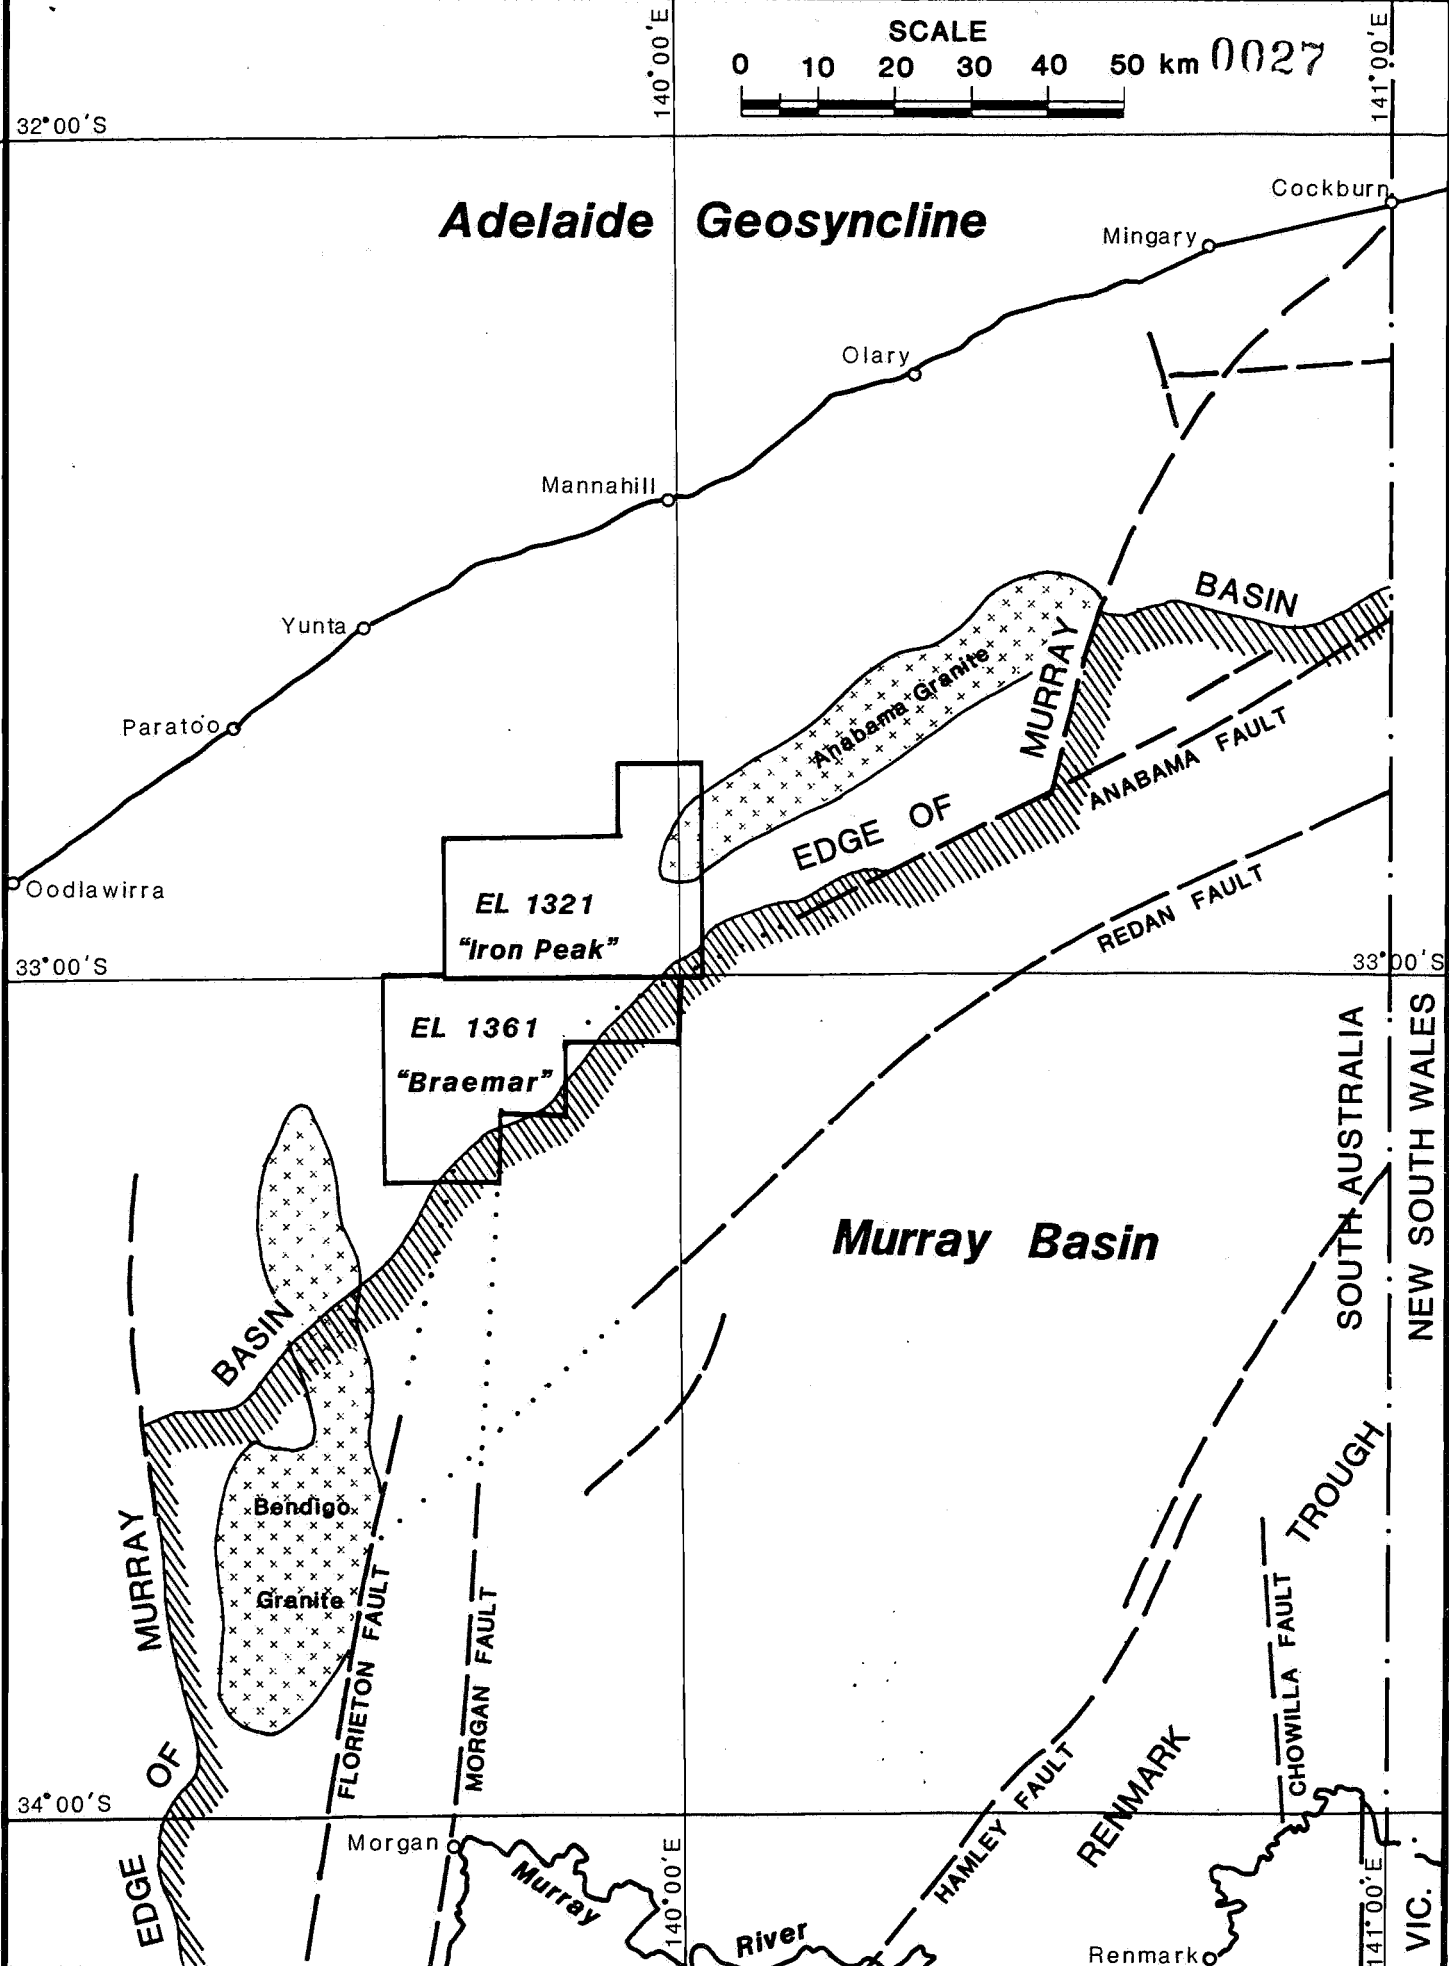 SCALE
0 10 20 30 40 50 km 0027
140°00'E
141°00'E
32°00'S
Cockburn
Adelaide Geosyncline
Mingary
Olary
Mannahill
BASIN
Yunta
Anabama Granite
MURRAY
Paratoo
ANABAMA FAULT
EDGE OF
Oodlawirra
EL 1321
"Iron Peak"
REDAN FAULT
33°00'S
33°00'S
EL 1361
"Braemar"
SOUTH AUSTRALIA
NEW SOUTH WALES
Murray Basin
BASIN
TROUGH
Bendigo
Granite
MURRAY
FLORIETON FAULT
MORGAN FAULT
CHOWILLA FAULT
OF
RENMARK
HAMLEY FAULT
34°00'S
Morgan
Murray
River
EDGE
140°00'E
141°00'E
VIC.
Renmark